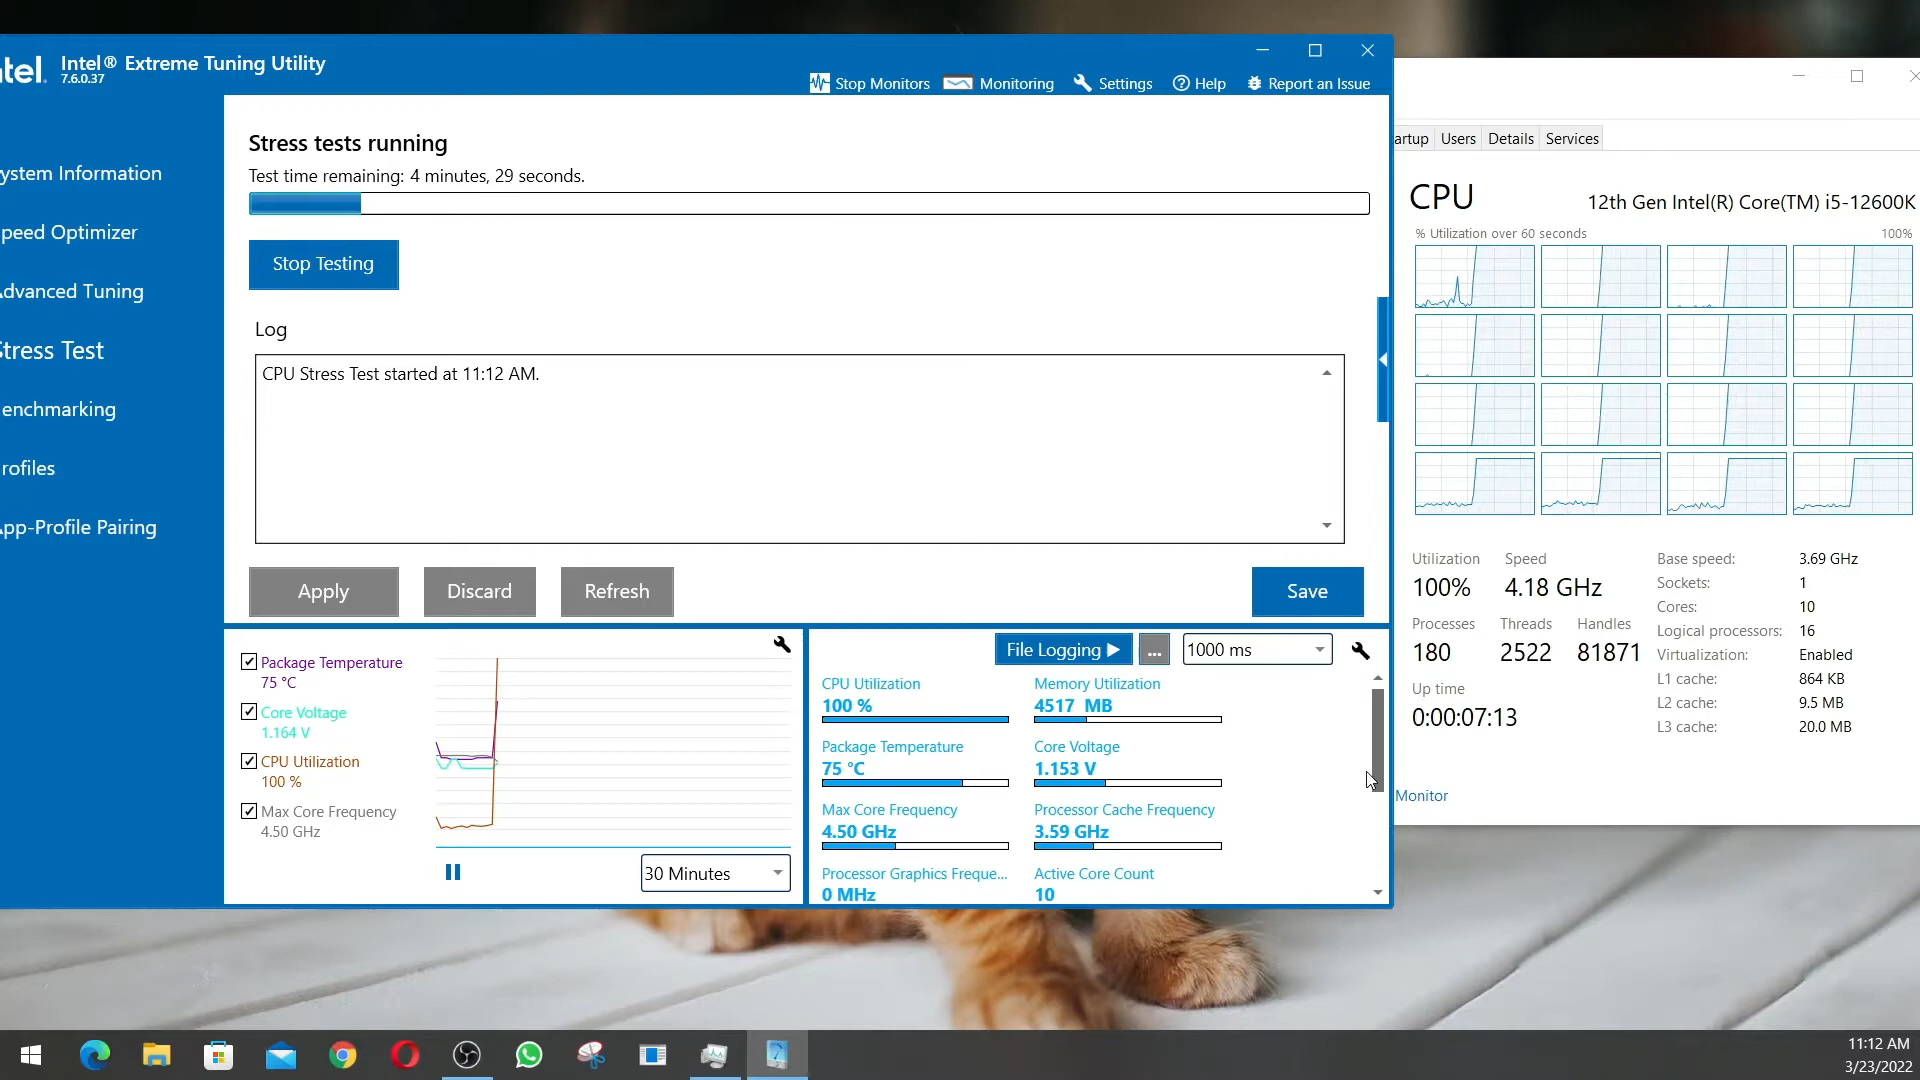 tel.
Intel® Extreme Tuning Utility
7.6.0.37
Stop Monitors
Monitoring
Settings
Help
Report an Issue
ystem Information
peed Optimizer
dvanced Tuning
Stress Test
enchmarking
rofiles
pp-Profile Pairing
Stress tests running
Test time remaining: 4 minutes, 29 seconds.
Stop Testing
Log
CPU Stress Test started at 11:12 AM.
Apply
Discard
Refresh
Save
Package Temperature
75 °C
Core Voltage
1.164 V
CPU Utilization
100 %
Max Core Frequency
4.50 GHz
30 Minutes
File Logging
...
1000 ms
CPU Utilization
100 %
Memory Utilization
4517 MB
Package Temperature
75 °C
Core Voltage
1.153 V
Max Core Frequency
4.50 GHz
Processor Cache Frequency
3.59 GHz
Processor Graphics Freque...
0 MHz
Active Core Count
10
artup
Users
Details
Services
CPU
12th Gen Intel(R) Core(TM) i5-12600K
% Utilization over 60 seconds
100%
Utilization
100%
Speed
4.18 GHz
Processes
180
Threads
2522
Handles
81871
Up time
0:00:07:13
Base speed: 3.69 GHz
Sockets: 1
Cores: 10
Logical processors: 16
Virtualization: Enabled
L1 cache: 864 KB
L2 cache: 9.5 MB
L3 cache: 20.0 MB
Monitor
11:12 AM
3/23/2022